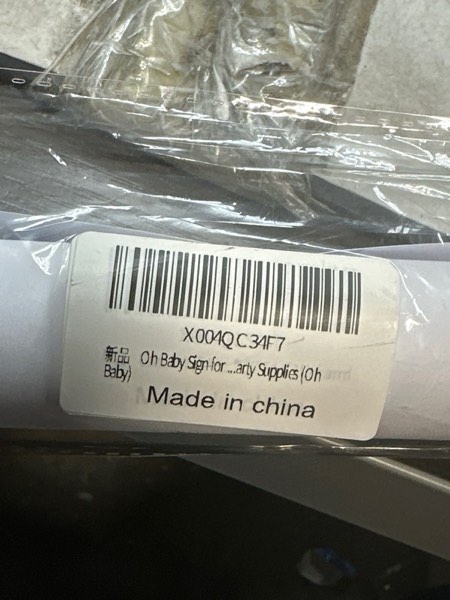 X004QC34F7
新品 Oh Baby Sign for ...arty Supplies (Oh
Baby)
Made in china